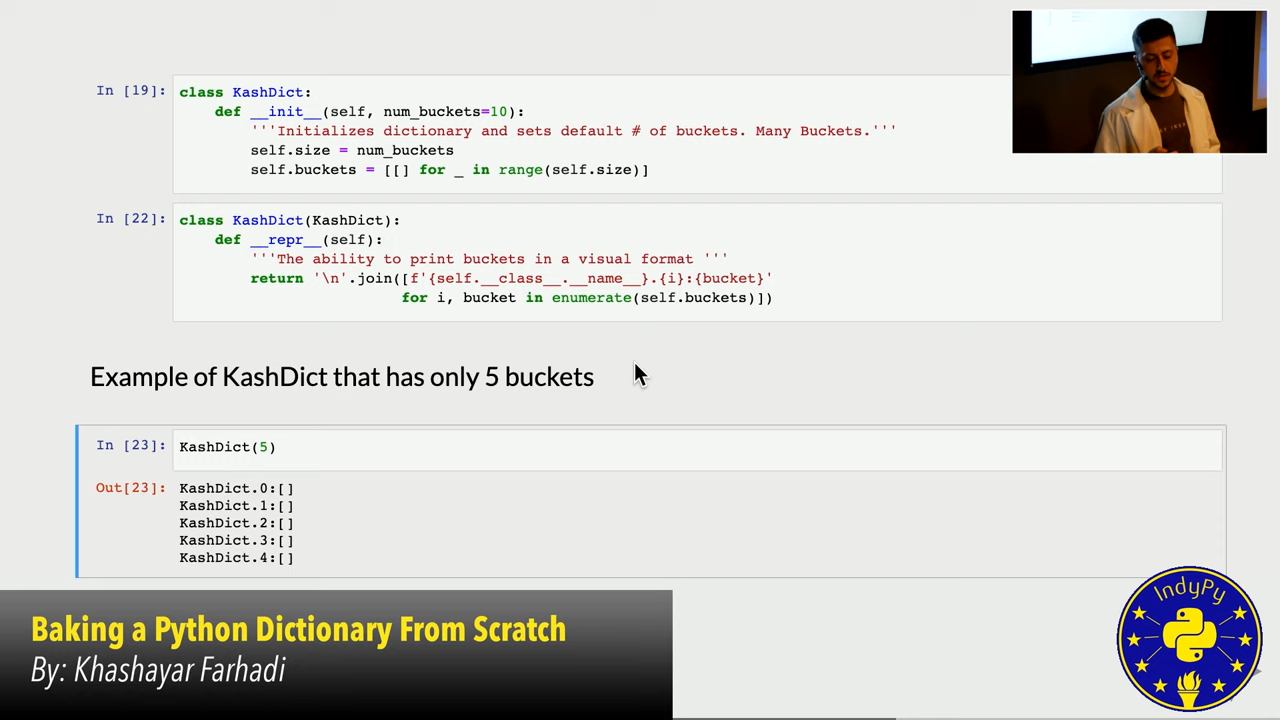 In [19]: class KashDict:
def __init__(self, num_buckets=10):
'''Initializes dictionary and sets default # of buckets. Many Buckets.'''
self.size = num_buckets
self.buckets = [[] for _ in range(self.size)]
In [22]: class KashDict(KashDict):
def __repr__(self):
'''The ability to print buckets in a visual format '''
return '\n'.join([f'{self.__class__.__name__}.{i}:{bucket}'
for i, bucket in enumerate(self.buckets)])
Example of KashDict that has only 5 buckets
In [23]: KashDict(5)
Out[23]: KashDict.0:[]
KashDict.1:[]
KashDict.2:[]
KashDict.3:[]
KashDict.4:[]
Baking a Python Dictionary From Scratch
By: Khashayar Farhadi
IndyPy